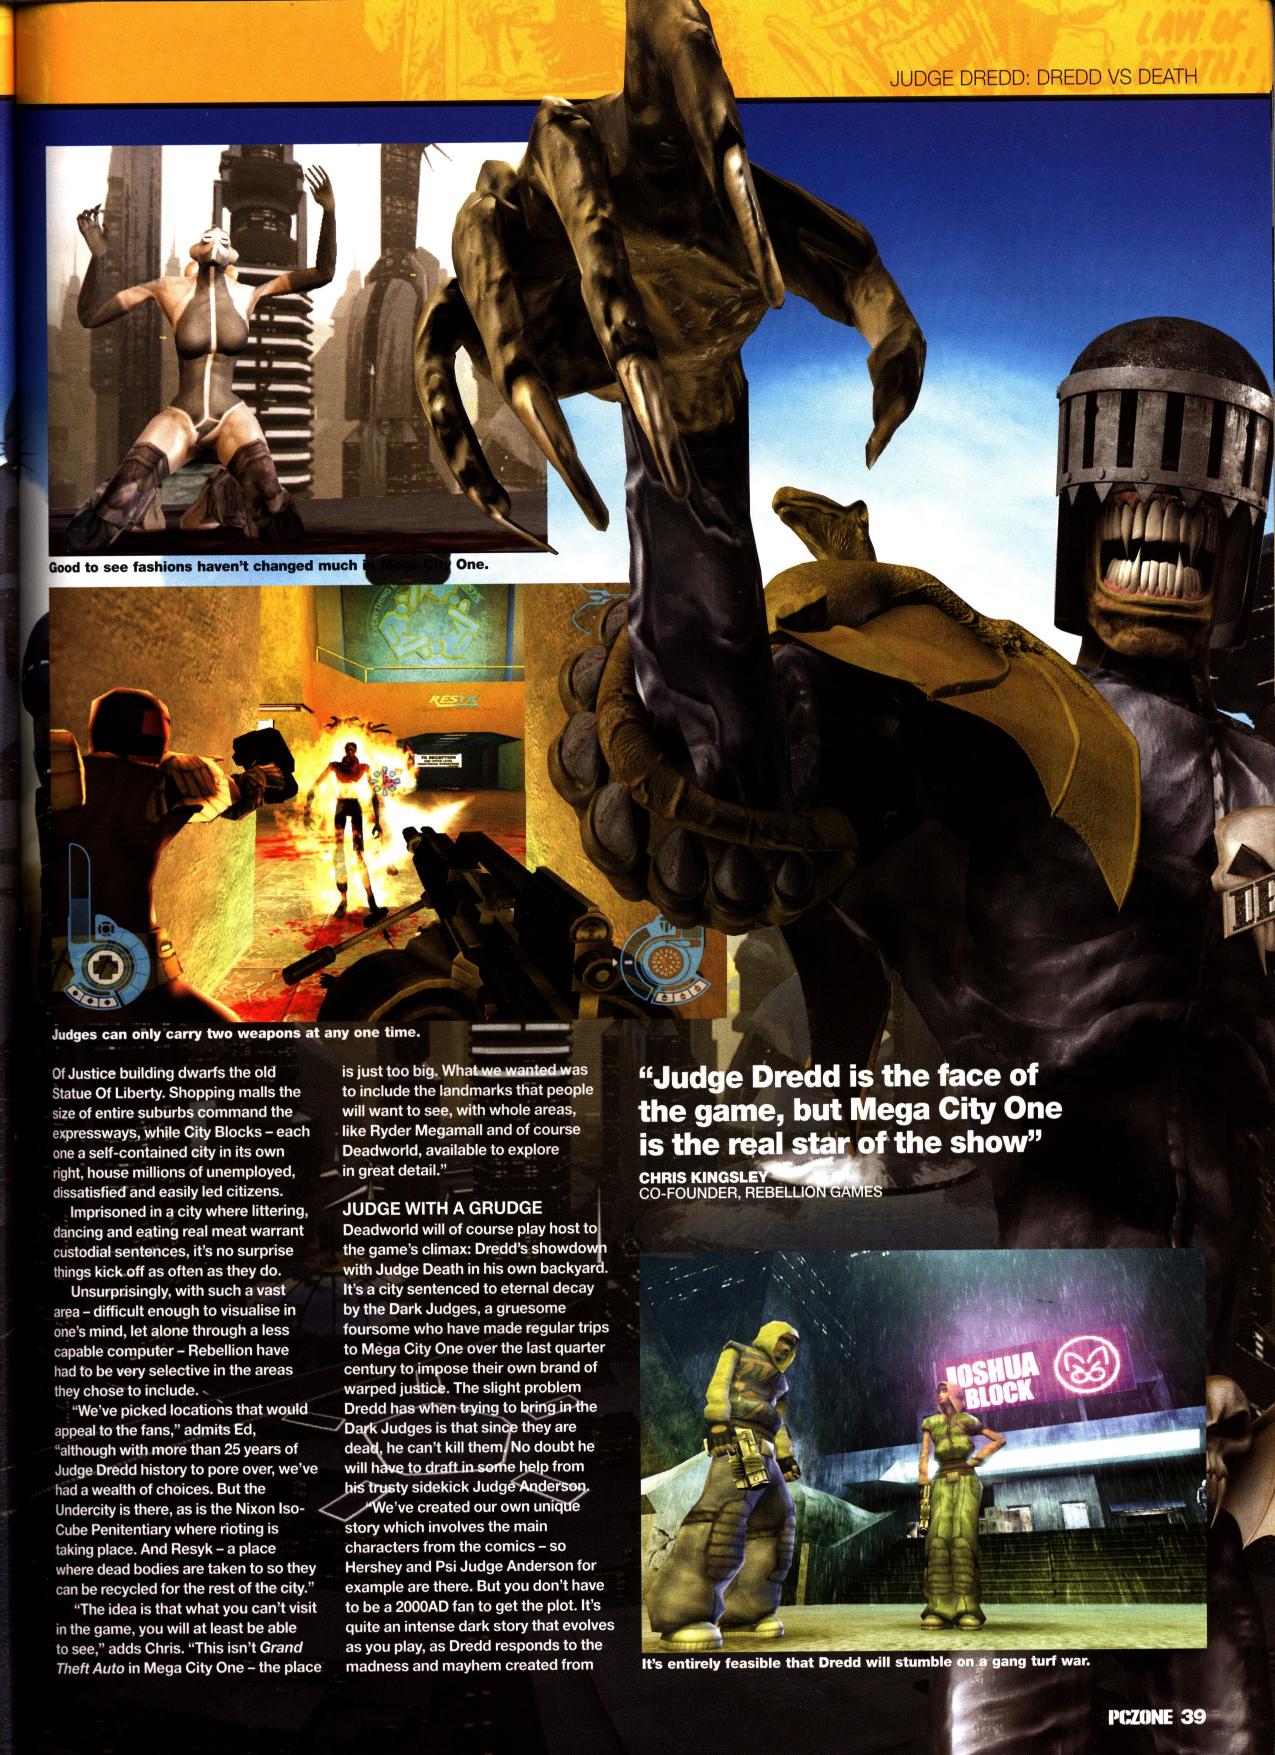 LAW OF
DEATH!
JUDGE DREDD: DREDD VS DEATH
Good to see fashions haven't changed much in Mega City One.
EVERYTHING
RESYK
TO RECEPTION
Judges can only carry two weapons at any one time.
Of Justice building dwarfs the old
Statue Of Liberty. Shopping malls the
size of entire suburbs command the
expressways, while City Blocks – each
one a self-contained city in its own
right, house millions of unemployed,
dissatisfied and easily led citizens.
Imprisoned in a city where littering,
dancing and eating real meat warrant
custodial sentences, it's no surprise
things kick off as often as they do.
Unsurprisingly, with such a vast
area – difficult enough to visualise in
one's mind, let alone through a less
capable computer – Rebellion have
had to be very selective in the areas
they chose to include.
"We've picked locations that would
appeal to the fans," admits Ed,
"although with more than 25 years of
Judge Dredd history to pore over, we've
had a wealth of choices. But the
Undercity is there, as is the Nixon Iso-
Cube Penitentiary where rioting is
taking place. And Resyk – a place
where dead bodies are taken to so they
can be recycled for the rest of the city."
"The idea is that what you can't visit
in the game, you will at least be able
to see," adds Chris. "This isn't Grand
Theft Auto in Mega City One – the place
is just too big. What we wanted was
to include the landmarks that people
will want to see, with whole areas,
like Ryder Megamall and of course
Deadworld, available to explore
in great detail."
JUDGE WITH A GRUDGE
Deadworld will of course play host to
the game's climax: Dredd's showdown
with Judge Death in his own backyard.
It's a city sentenced to eternal decay
by the Dark Judges, a gruesome
foursome who have made regular trips
to Mega City One over the last quarter
century to impose their own brand of
warped justice. The slight problem
Dredd has when trying to bring in the
Dark Judges is that since they are
dead, he can't kill them. No doubt he
will have to draft in some help from
his trusty sidekick Judge Anderson.
"We've created our own unique
story which involves the main
characters from the comics – so
Hershey and Psi Judge Anderson for
example are there. But you don't have
to be a 2000AD fan to get the plot. It's
quite an intense dark story that evolves
as you play, as Dredd responds to the
madness and mayhem created from
"Judge Dredd is the face of
the game, but Mega City One
is the real star of the show"
CHRIS KINGSLEY
CO-FOUNDER, REBELLION GAMES
JOSHUA
BLOCK
It's entirely feasible that Dredd will stumble on a gang turf war.
PCZONE 39